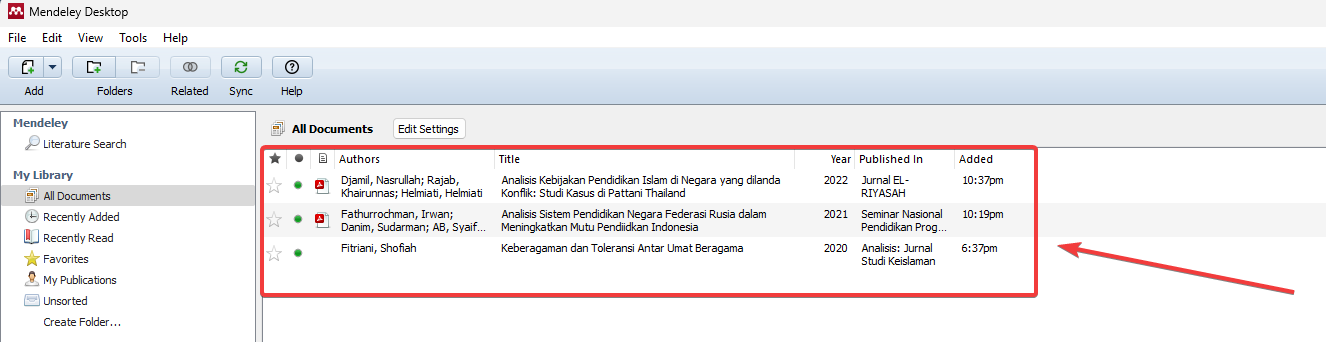 Mendeley Desktop
File Edit View Tools Help
Add Folders Related Sync Help
Mendeley
Literature Search
My Library
All Documents
Recently Added
Recently Read
Favorites
My Publications
Unsorted
Create Folder...
All Documents Edit Settings
Authors Title Year Published In Added
Djamil, Nasrullah; Rajab, Analisis Kebijakan Pendidikan Islam di Negara yang dilanda 2022 Jurnal EL- 10:37pm
Khairunnas; Helmiati, Helmiati Konflik: Studi Kasus di Pattani Thailand RIYASAH
Fathurrochman, Irwan; Analisis Sistem Pendidikan Negara Federasi Rusia dalam 2021 Seminar Nasional 10:19pm
Danim, Sudarman; AB, Syaif... Meningkatkan Mutu Pendiidkan Indonesia Pendidikan Prog...
Fitriani, Shofiah Keberagaman dan Toleransi Antar Umat Beragama 2020 Analisis: Jurnal 6:37pm
Studi Keislaman